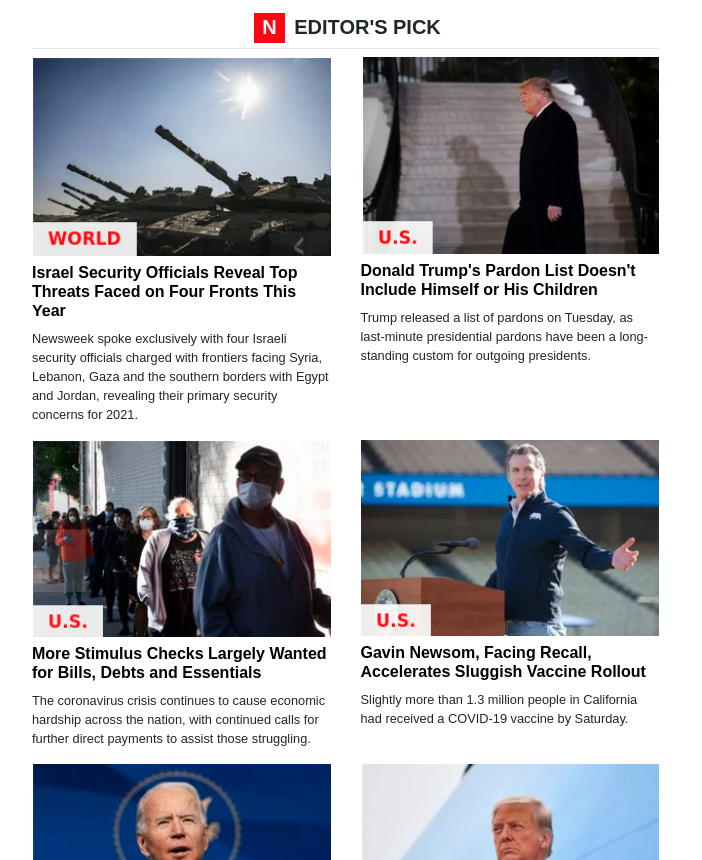 N EDITOR'S PICK
WORLD
Israel Security Officials Reveal Top
Threats Faced on Four Fronts This
Year
Newsweek spoke exclusively with four Israeli
security officials charged with frontiers facing Syria,
Lebanon, Gaza and the southern borders with Egypt
and Jordan, revealing their primary security
concerns for 2021.
U.S.
Donald Trump's Pardon List Doesn't
Include Himself or His Children
Trump released a list of pardons on Tuesday, as
last-minute presidential pardons have been a long-
standing custom for outgoing presidents.
U.S.
More Stimulus Checks Largely Wanted
for Bills, Debts and Essentials
The coronavirus crisis continues to cause economic
hardship across the nation, with continued calls for
further direct payments to assist those struggling.
STADIUM
U.S.
Gavin Newsom, Facing Recall,
Accelerates Sluggish Vaccine Rollout
Slightly more than 1.3 million people in California
had received a COVID-19 vaccine by Saturday.